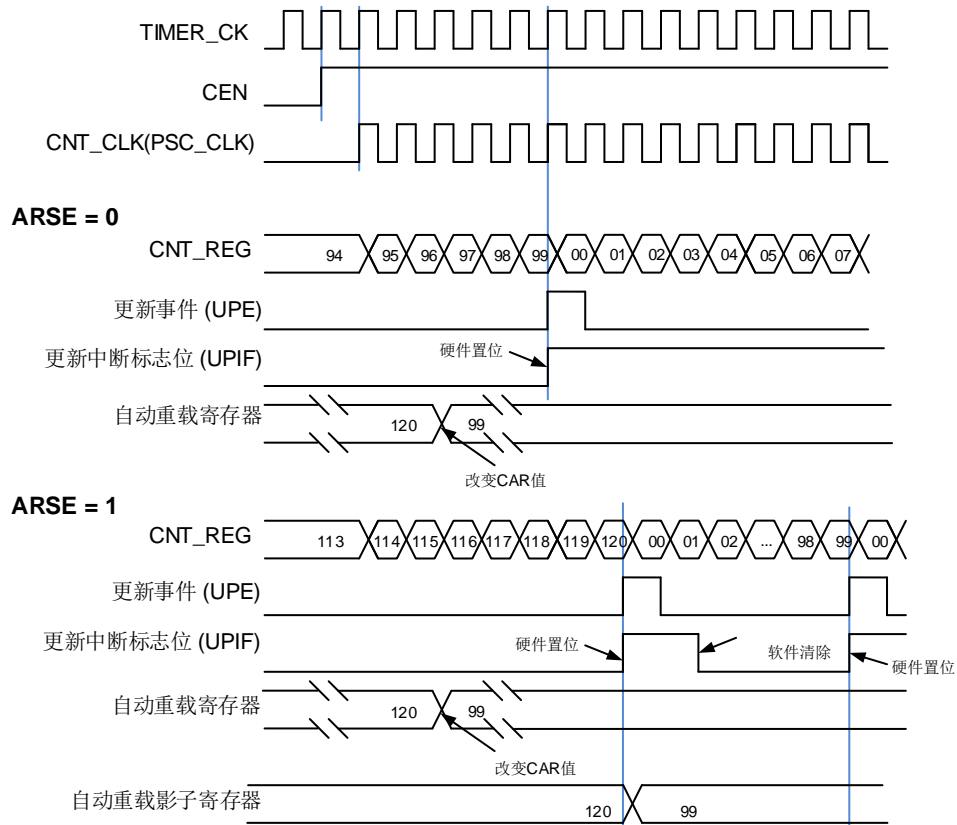 TIMER_CK
CEN
CNT_CLK(PSC_CLK)
ARSE = 0
CNT_REG 94 95 96 97 98 99 00 01 02 03 04 05 06 07
更新事件 (UPE)
更新中断标志位 (UPIF) 硬件置位
自动重载寄存器 120 99
改变CAR值
ARSE = 1
CNT_REG 113 114 115 116 117 118 119 120 00 01 02 ... 98 99 00
更新事件 (UPE)
更新中断标志位 (UPIF) 硬件置位 软件清除 硬件置位
自动重载寄存器 120 99
改变CAR值
自动重载影子寄存器 120 99